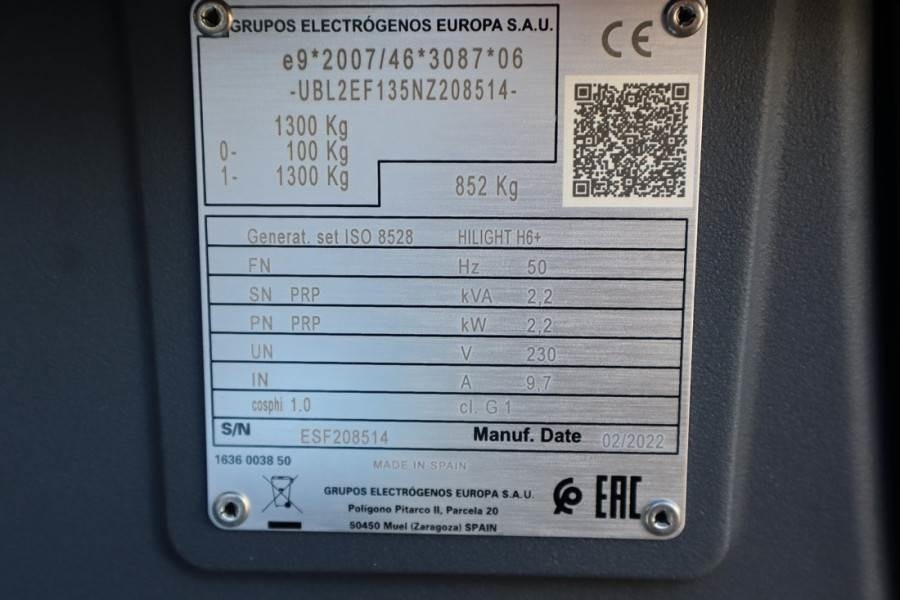 GRUPOS ELECTRÓGENOS EUROPA S.A.U.
CE
e9*2007/46*3087*06
-UBL2EF135NZ208514-
1300 Kg
0- 100 Kg
1- 1300 Kg
852 Kg
Generat. set ISO 8528 HILIGHT H6+
FN Hz 50
SN PRP kVA 2,2
PN PRP kW 2,2
UN V 230
IN A 9,7
cosphi 1.0 cl. G 1
S/N ESF208514 Manuf. Date 02/2022
1636 0038 50 MADE IN SPAIN
GRUPOS ELECTRÓGENOS EUROPA S.A.U.
Polígono Pitarco II, Parcela 20
50450 Muel (Zaragoza) SPAIN
EAC